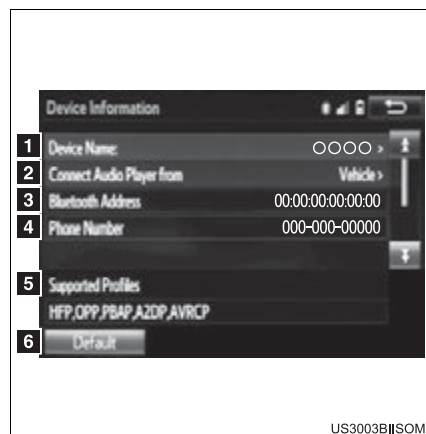 Device Information
1 Device Name: ○○○○ >
2 Connect Audio Player from Vehicle >
3 Bluetooth Address 00:00:00:00:00:00
4 Phone Number 000-000-00000
5 Supported Profiles
HFP,OPP,PBAP,A2DP,AVRCP
6 Default
US3003BIISOM